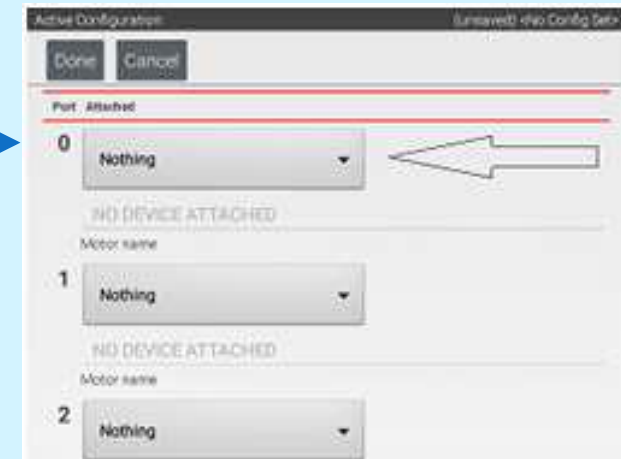 Active Configuration (unsaved) <No Config Set>
Done Cancel
Port Attached
0 Nothing
NO DEVICE ATTACHED
Motor name
1 Nothing
NO DEVICE ATTACHED
Motor name
2 Nothing